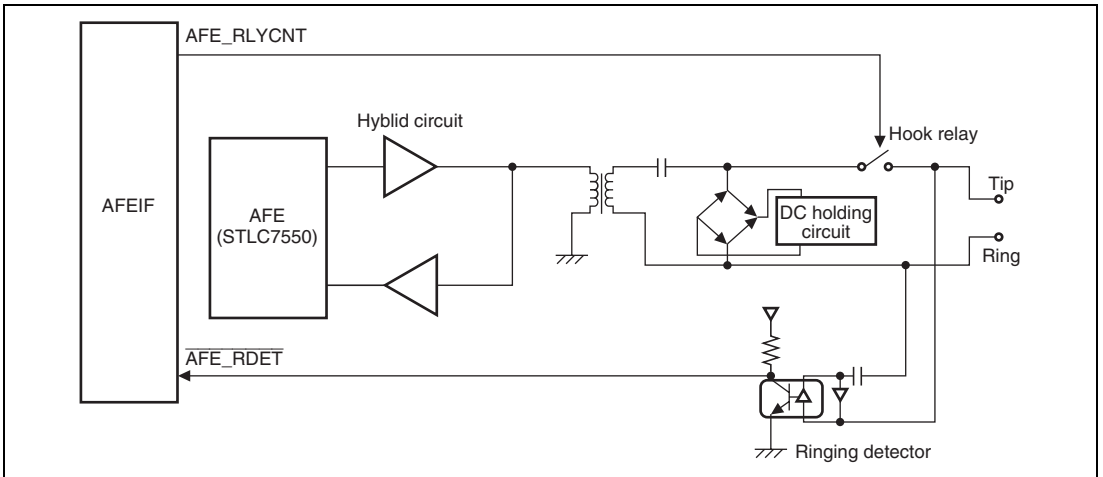 AFE_RLYCNT
Hyblid circuit
Hook relay
AFEIF
AFE
(STLC7550)
DC holding
circuit
Tip
Ring
AFE_RDET
Ringing detector